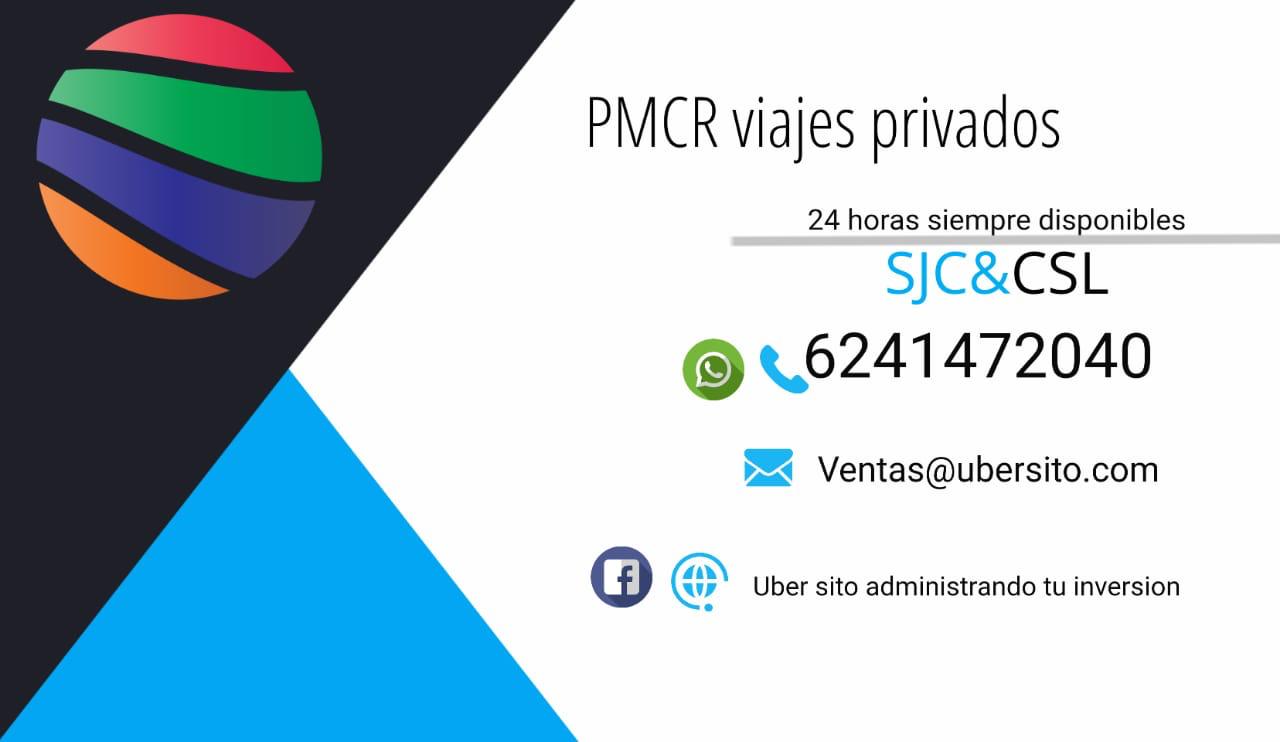 PMCR viajes privados
24 horas siempre disponibles
SJC&CSL
6241472040
Ventas@ubersito.com
Uber sito administrando tu inversion